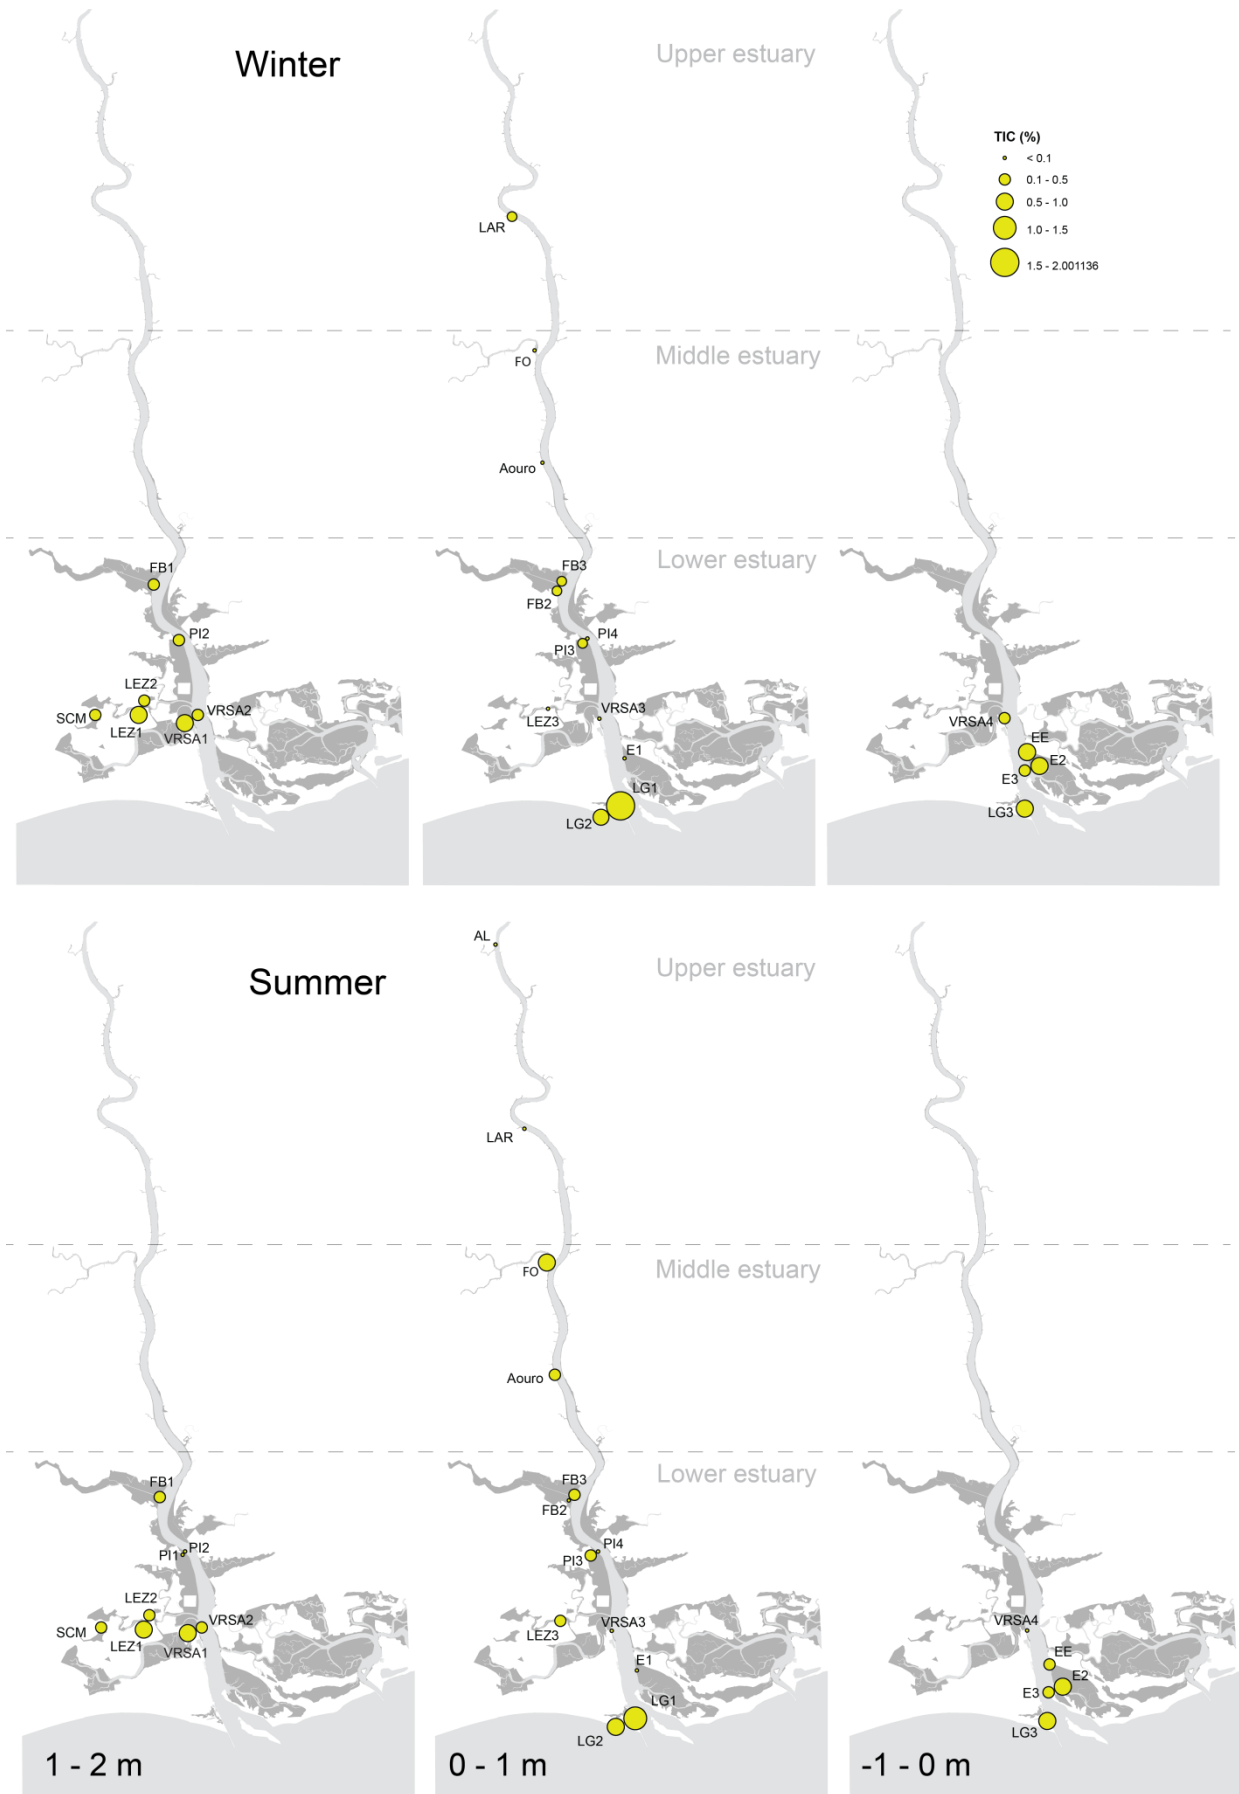 Winter
Upper estuary
TIC (%)
< 0.1
0.1 - 0.5
0.5 - 1.0
1.0 - 1.5
1.5 - 2.001136
LAR
Middle estuary
FO
Aouro
Lower estuary
FB1
PI2
LEZ2
SCM
LEZ1
VRSA2
VRSA1
FB3
FB2
PI4
PI3
LEZ3
VRSA3
E1
LG1
LG2
VRSA4
EE
E2
E3
LG3
Summer
AL
Upper estuary
LAR
Middle estuary
FO
Aouro
Lower estuary
FB1
PI2
PI1
LEZ2
SCM
LEZ1
VRSA2
VRSA1
FB3
FB2
PI4
PI3
LEZ3
VRSA3
E1
LG1
LG2
VRSA4
EE
E2
E3
LG3
1 - 2 m
0 - 1 m
-1 - 0 m